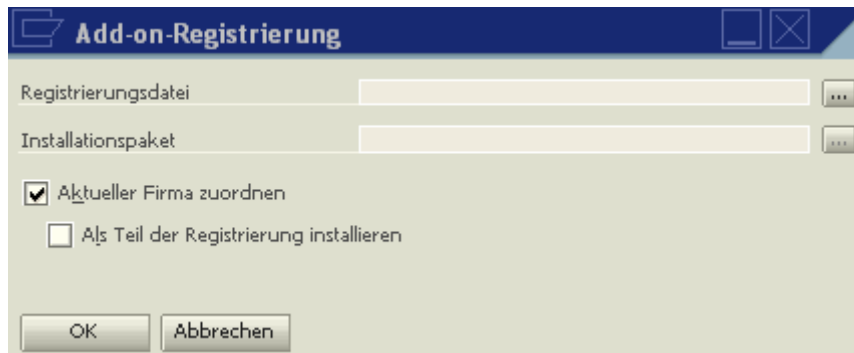 Add-on-Registrierung
Registrierungsdatei
...
Installationspaket
...
Aktueller Firma zuordnen
Als Teil der Registrierung installieren
OK
Abbrechen